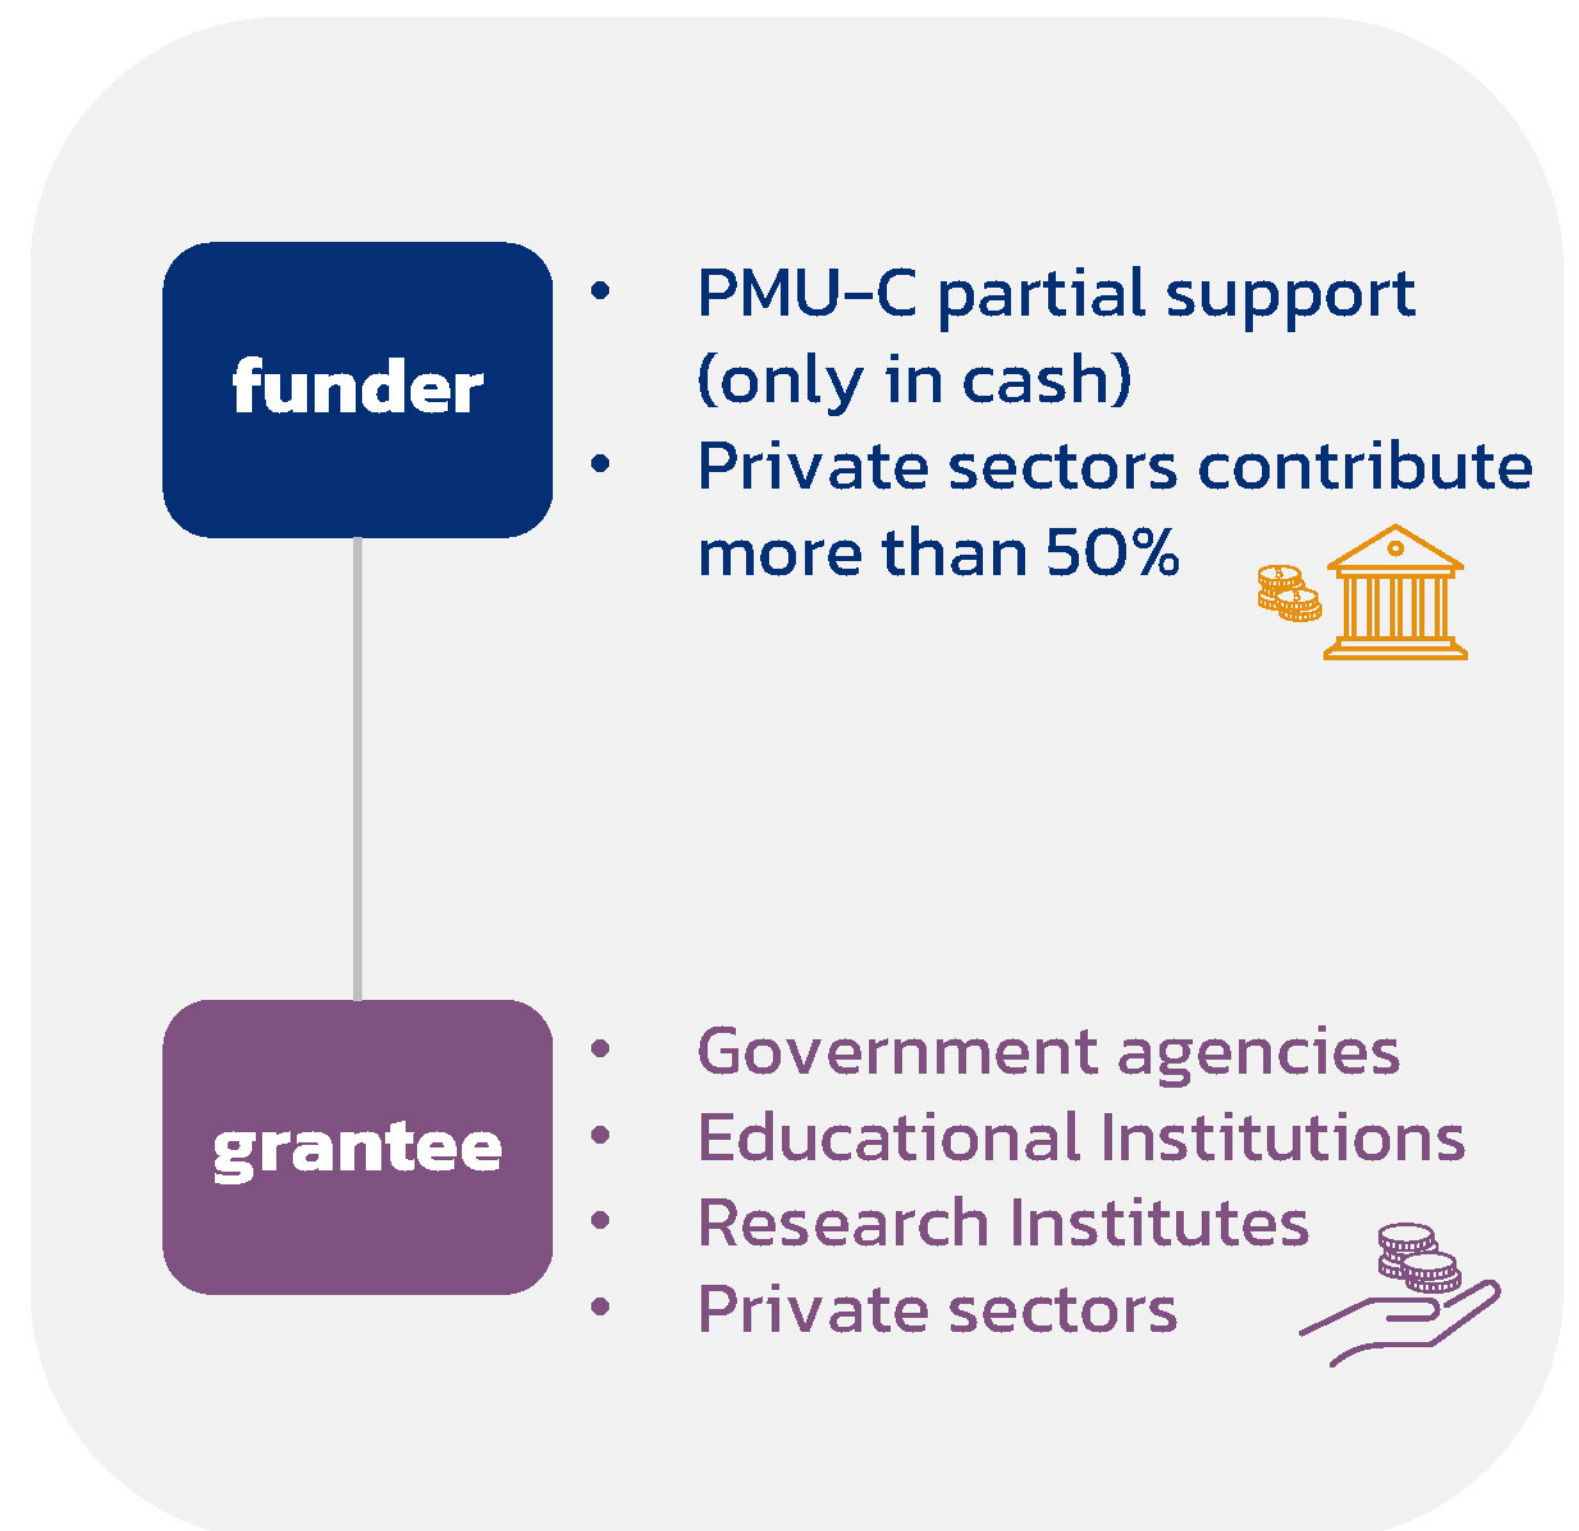 funder
• PMU-C partial support
(only in cash)
• Private sectors contribute
more than 50%
grantee
• Government agencies
• Educational Institutions
• Research Institutes
• Private sectors